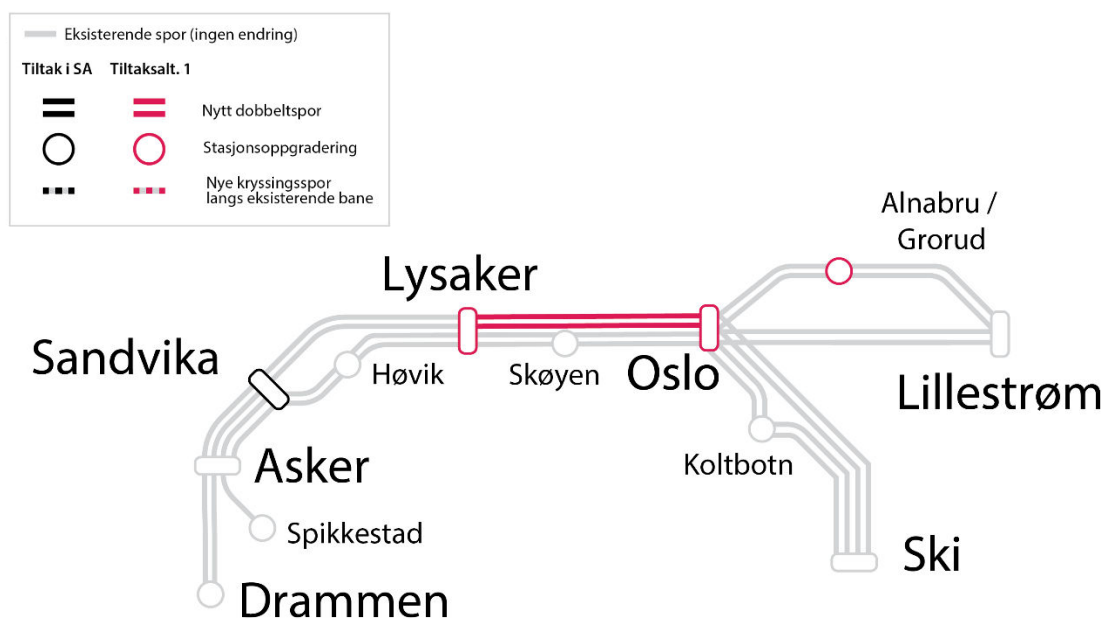 Eksisterende spor (ingen endring)
Tiltak i SA Tiltaksalt. 1
Nytt dobbeltspor
Stasjonsoppgradering
Nye kryssingsspor
langs eksisterende bane
Alnabru /
Grorud
Lysaker
Sandvika
Høvik
Skøyen
Oslo
Lillestrøm
Asker
Koltbotn
Spikkestad
Ski
Drammen